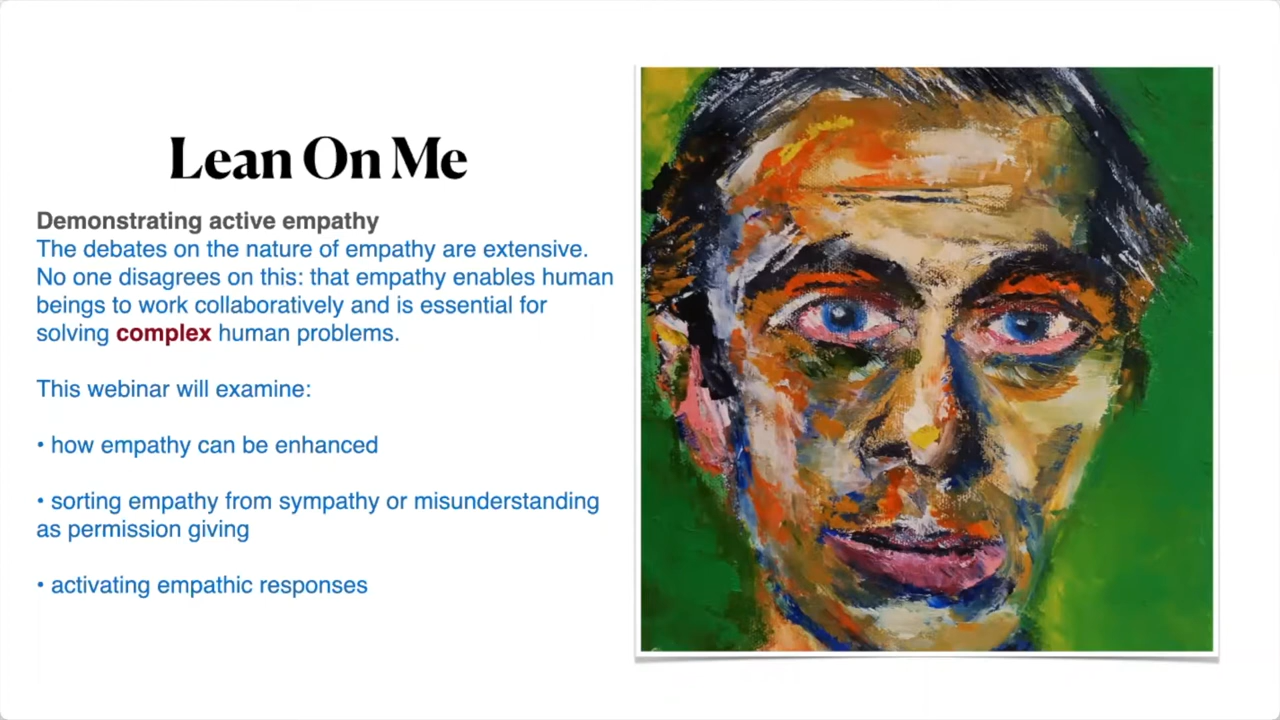 Lean On Me
Demonstrating active empathy
The debates on the nature of empathy are extensive.
No one disagrees on this: that empathy enables human
beings to work collaboratively and is essential for
solving complex human problems.
This webinar will examine:
• how empathy can be enhanced
• sorting empathy from sympathy or misunderstanding
as permission giving
• activating empathic responses